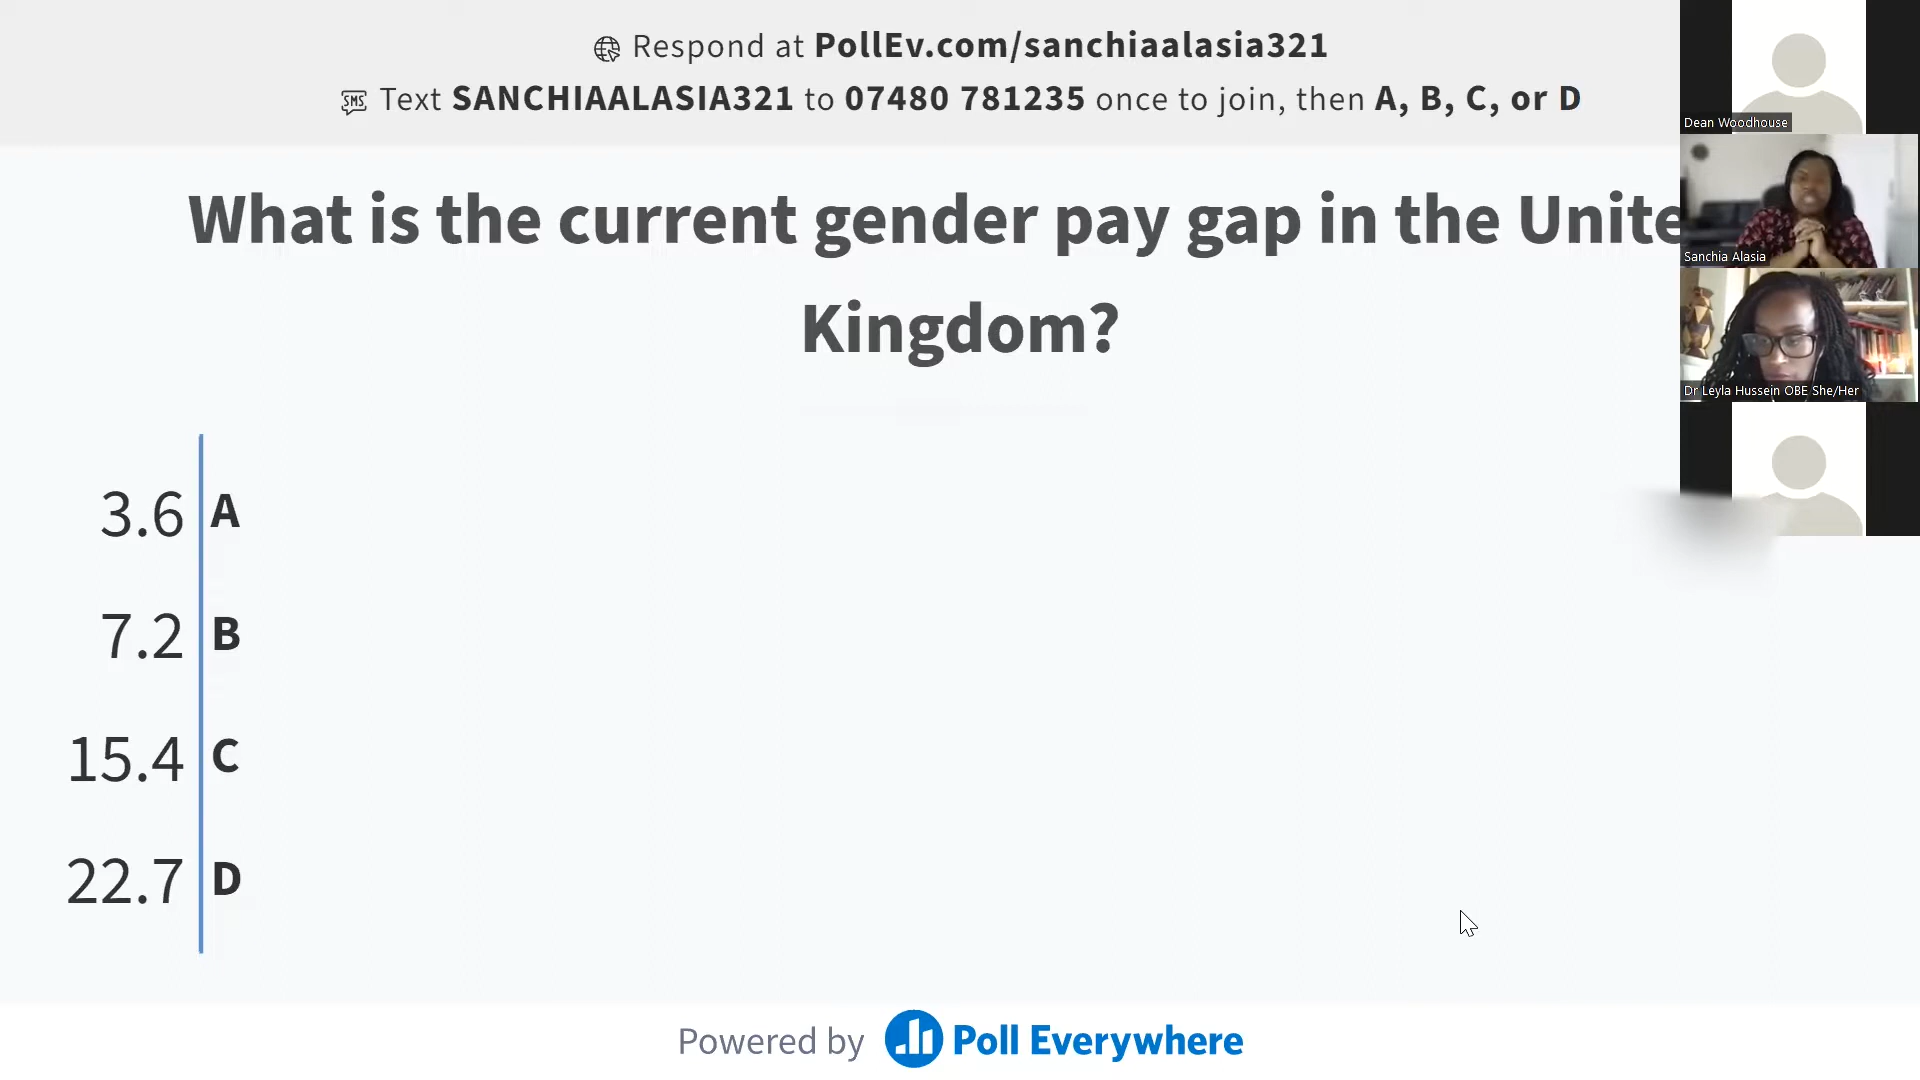 Respond at PollEv.com/sanchiaalasia321
SMS Text SANCHIAALASIA321 to 07480 781235 once to join, then A, B, C, or D
What is the current gender pay gap in the Unite
Kingdom?
3.6 A
7.2 B
15.4 C
22.7 D
Powered by Poll Everywhere
Dean Woodhouse
Sanchia Alasia
Dr Leyla Hussein OBE She/Her